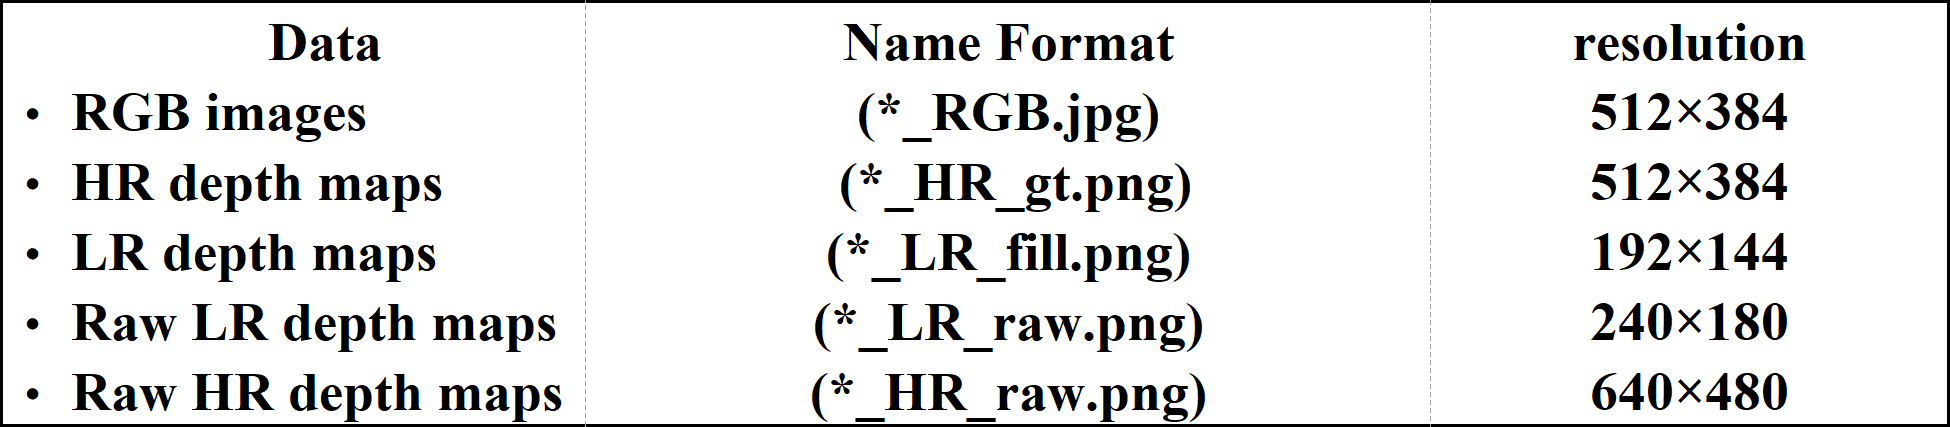 Data Name Format resolution
• RGB images (*_RGB.jpg) 512×384
• HR depth maps (*_HR_gt.png) 512×384
• LR depth maps (*_LR_fill.png) 192×144
• Raw LR depth maps (*_LR_raw.png) 240×180
• Raw HR depth maps (*_HR_raw.png) 640×480